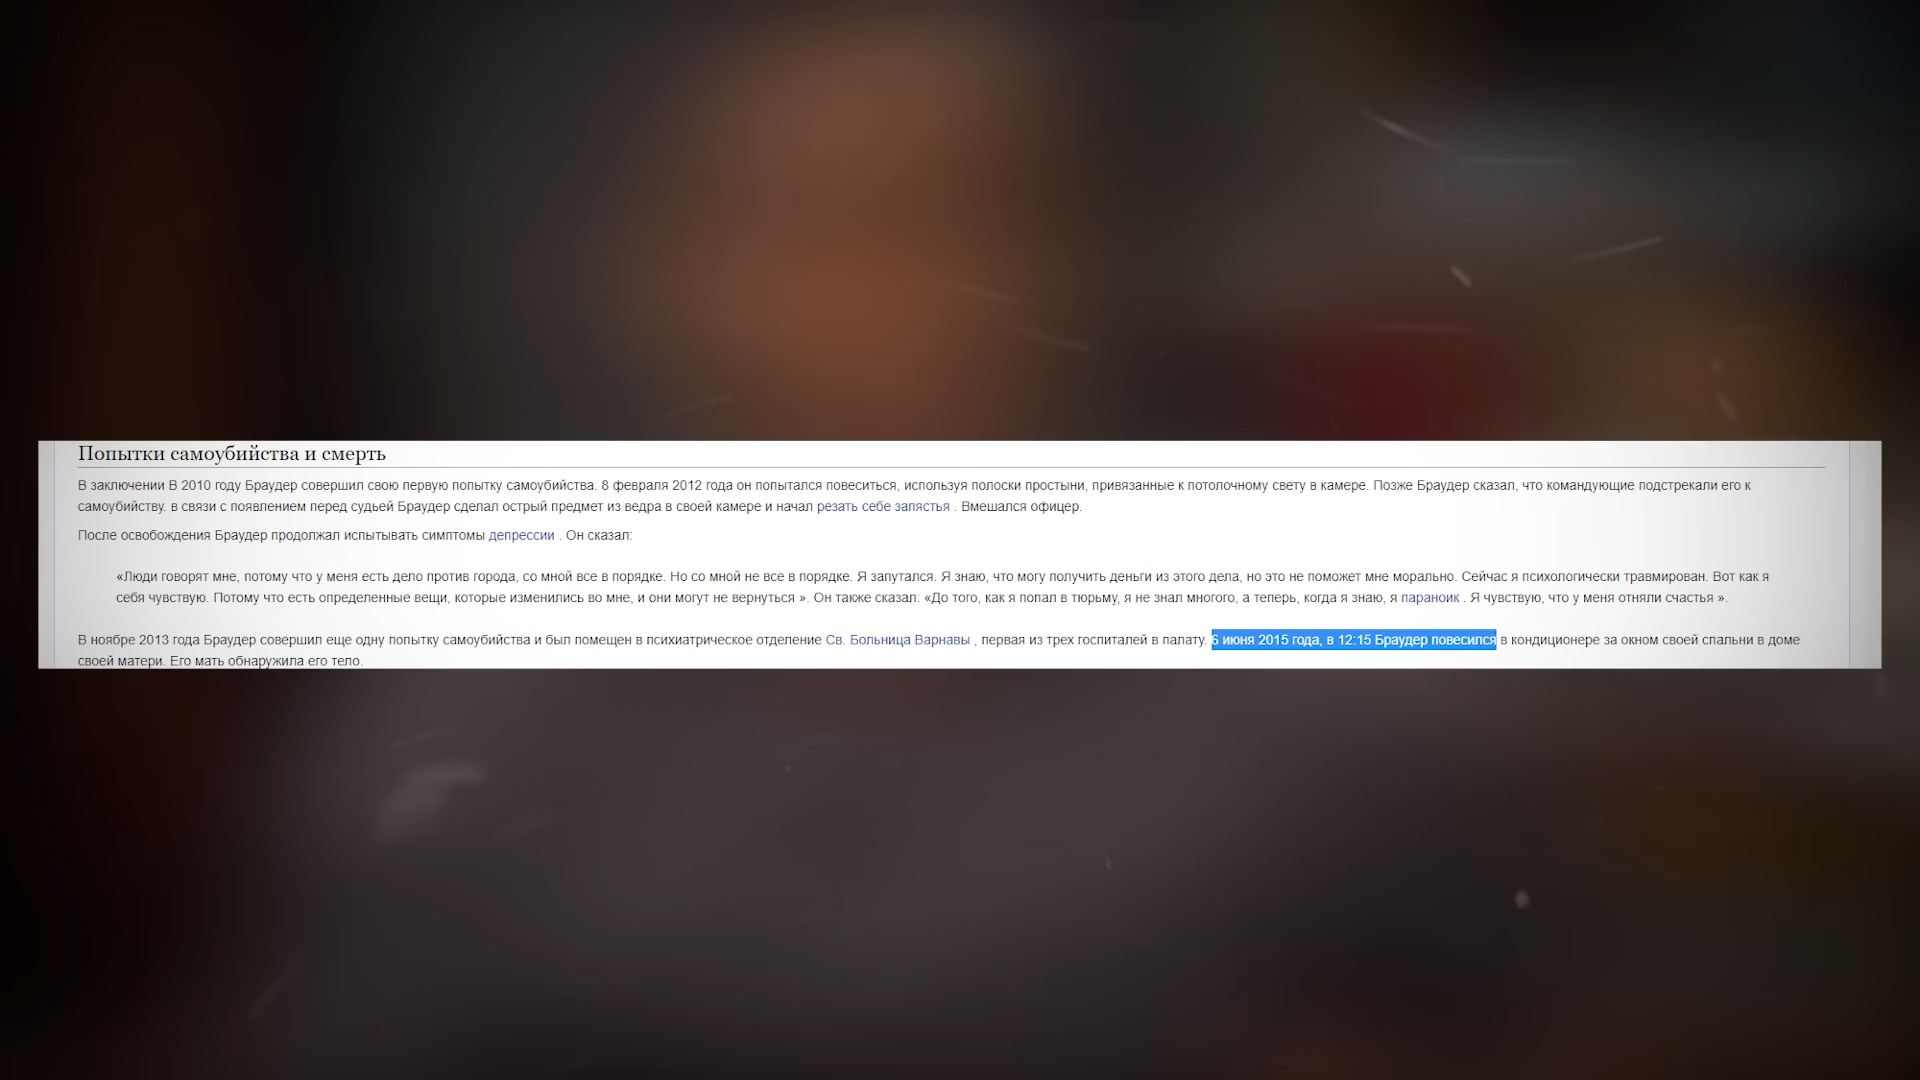 Попытки самоубийства и смерть
В заключении В 2010 году Браудер совершил свою первую попытку самоубийства. 8 февраля 2012 года он попытался повеситься, используя полоски простыни, привязанные к потолочному свету в камере. Позже Браудер сказал, что командующие подстрекали его к
самоубийству. в связи с появлением перед судьей Браудер сделал острый предмет из ведра в своей камере и начал резать себе запястья . Вмешался офицер.
После освобождения Браудер продолжал испытывать симптомы депрессии . Он сказал:
«Люди говорят мне, потому что у меня есть дело против города, со мной все в порядке. Но со мной не все в порядке. Я запутался. Я знаю, что могу получить деньги из этого дела, но это не поможет мне морально. Сейчас я психологически травмирован. Вот как я
себя чувствую. Потому что есть определенные вещи, которые изменились во мне, и они могут не вернуться ». Он также сказал: «До того, как я попал в тюрьму, я не знал многого, а теперь, когда я знаю, я параноик . Я чувствую, что у меня отняли счастья ».
В ноябре 2013 года Браудер совершил еще одну попытку самоубийства и был помещен в психиатрическое отделение Св. Больница Варнавы , первая из трех госпиталей в палату. 6 июня 2015 года, в 12:15 Браудер повесился в кондиционере за окном своей спальни в доме
своей матери. Его мать обнаружила его тело.